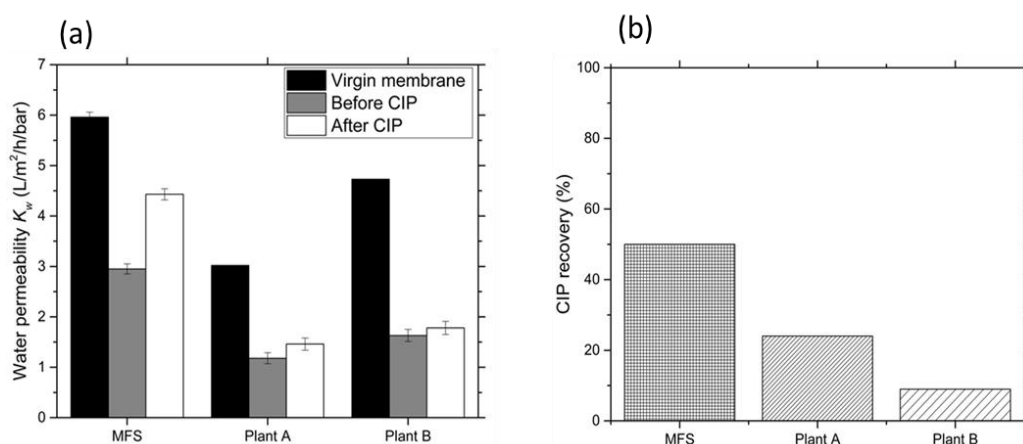 (a)
(b)
7
6
5
4
3
2
1
0
Water permeability Kw (L/m²/h/bar)
Virgin membrane
Before CIP
After CIP
MFS Plant A Plant B
100
80
60
40
20
0
CIP recovery (%)
MFS Plant A Plant B